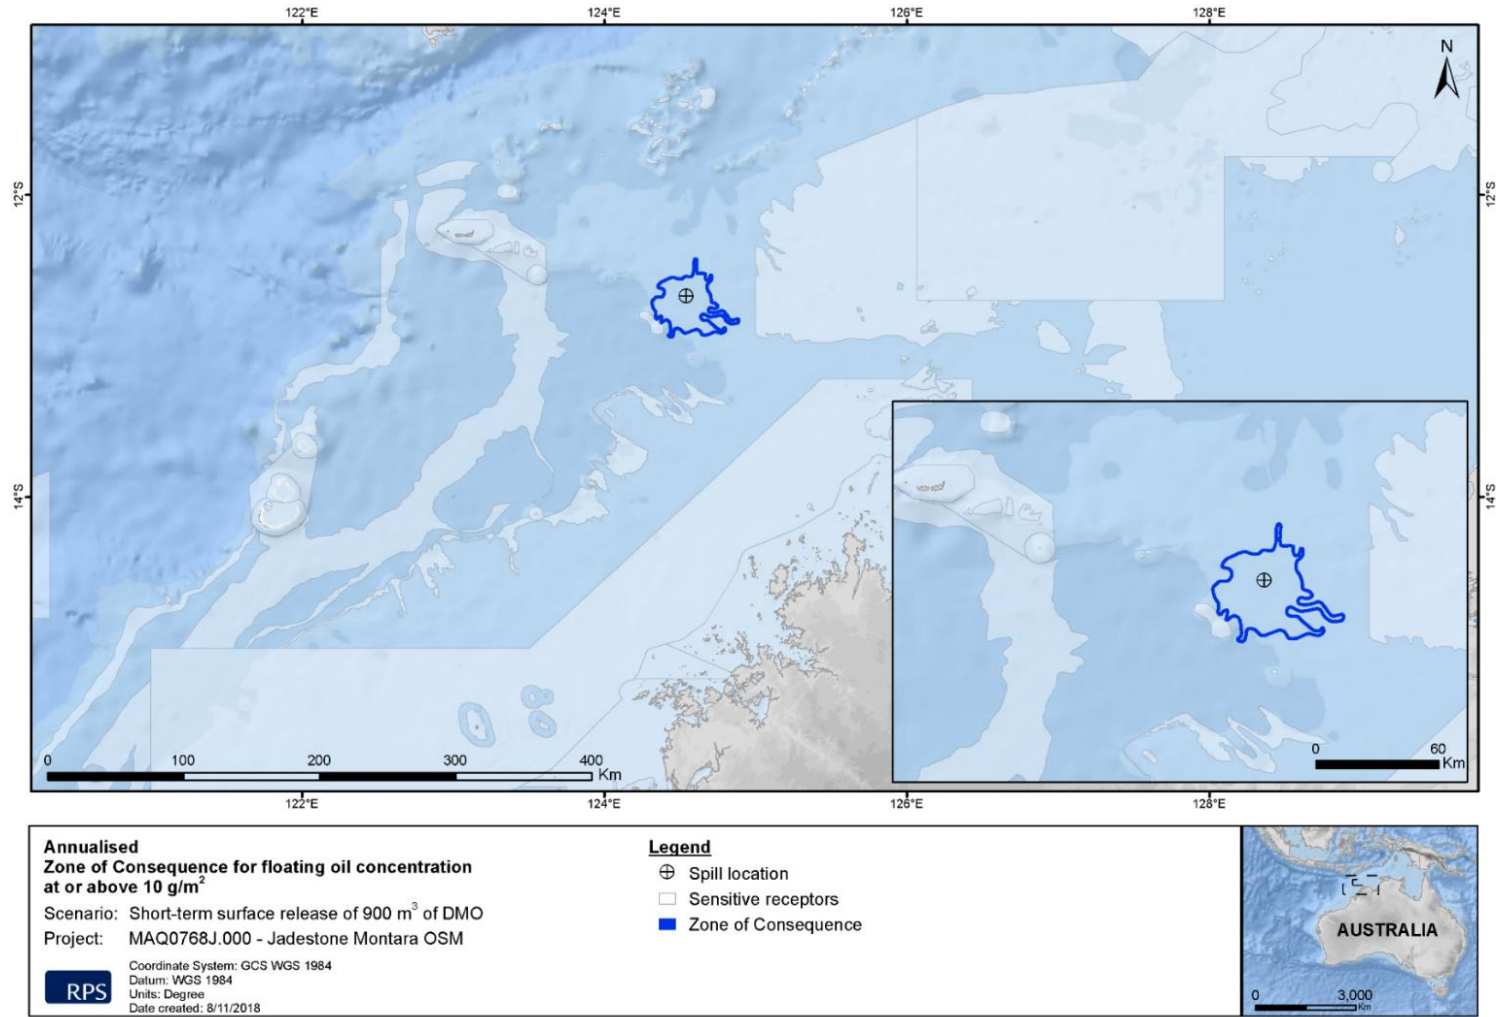 122°E 124°E 126°E 128°E
N
12°S 12°S
14°S 14°S
0 100 200 300 400 Km
0 60 Km
122°E 124°E 126°E 128°E
Annualised
Zone of Consequence for floating oil concentration
at or above 10 g/m²
Scenario: Short-term surface release of 900 m³ of DMO
Project: MAQ0768J.000 - Jadestone Montara OSM
RPS
Coordinate System: GCS WGS 1984
Datum: WGS 1984
Units: Degree
Date created: 8/11/2018
Legend
Spill location
Sensitive receptors
Zone of Consequence
AUSTRALIA
0 3,000 Km